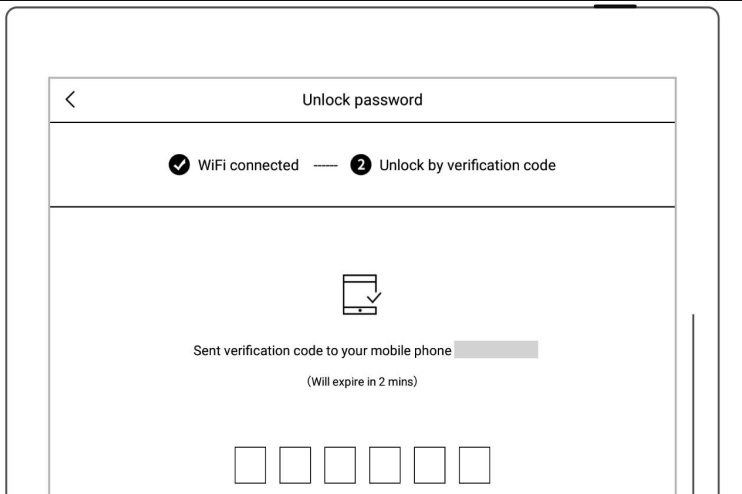 Unlock password
WiFi connected ------ 2 Unlock by verification code
Sent verification code to your mobile phone
(Will expire in 2 mins)